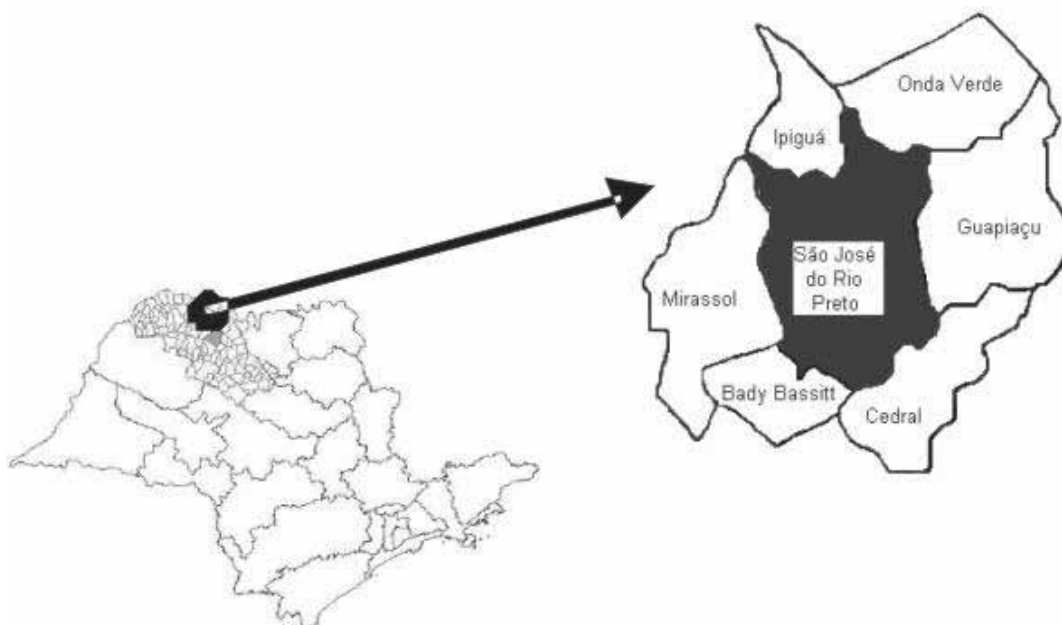 Onda Verde
Ipiguá
Guapiaçu
São José
do Rio
Preto
Mirassol
Bady Bassitt
Cedral